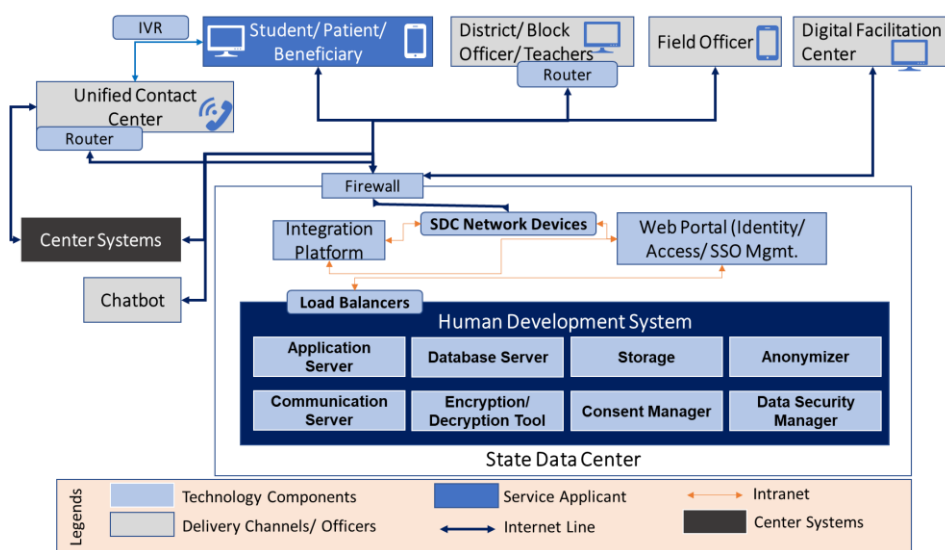 IVR
Student/ Patient/
Beneficiary
District/ Block
Officer/ Teachers
Router
Field Officer
Digital Facilitation
Center
Unified Contact
Center
Router
Firewall
SDC Network Devices
Integration
Platform
Web Portal (Identity/
Access/ SSO Mgmt.
Center Systems
Chatbot
Load Balancers
Human Development System
Application
Server
Database Server
Storage
Anonymizer
Communication
Server
Encryption/
Decryption Tool
Consent Manager
Data Security
Manager
State Data Center
Legends
Technology Components
Service Applicant
Intranet
Delivery Channels/ Officers
Internet Line
Center Systems